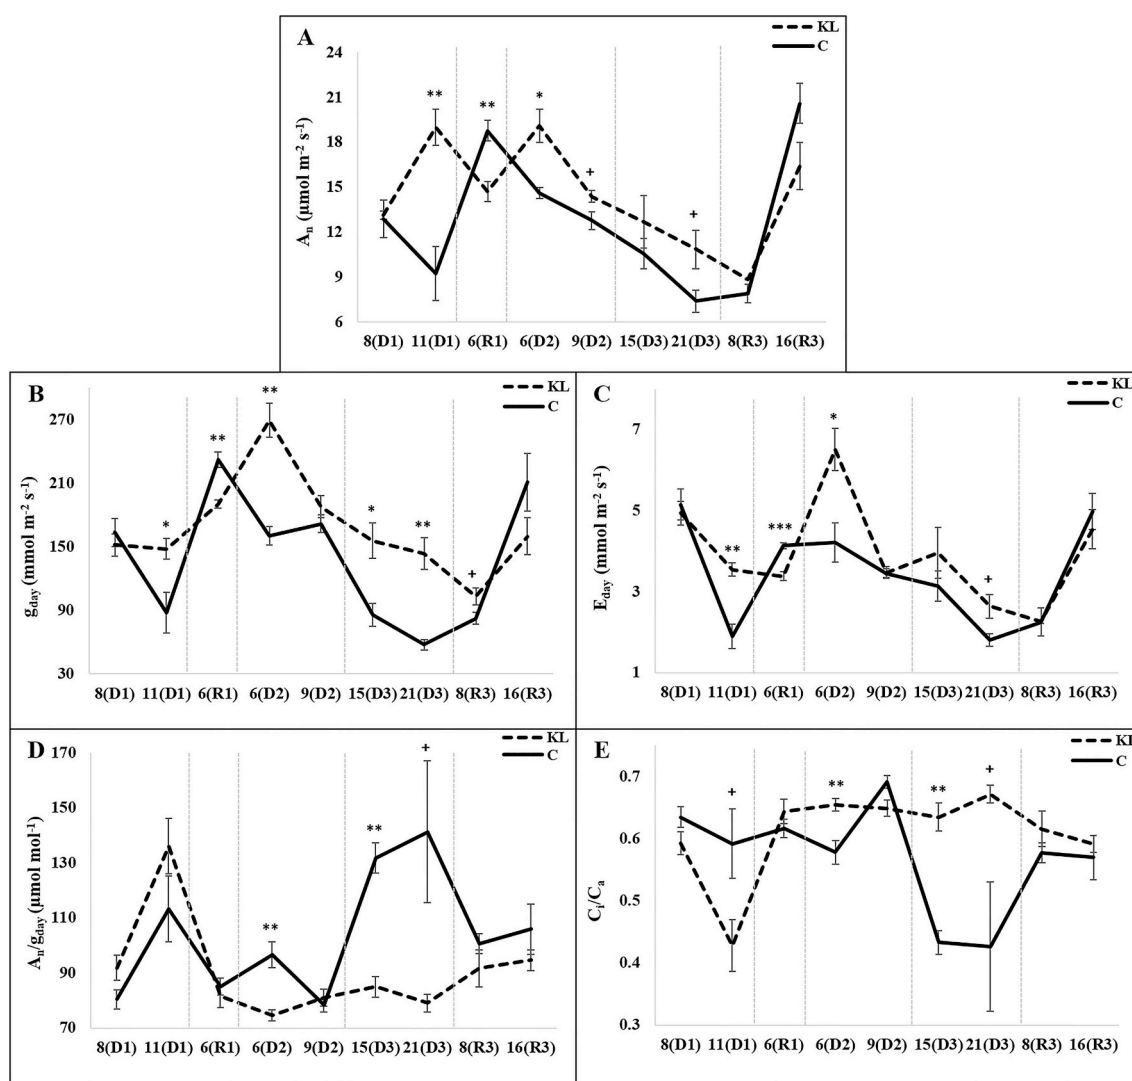 A
KL
C
24
21
18
15
12
9
6
Aₙ (μmol m⁻² s⁻¹)
** ** * + +
8(D1) 11(D1) 6(R1) 6(D2) 9(D2) 15(D3) 21(D3) 8(R3) 16(R3)
B
KL
C
270
210
150
90
30
g_day (mmol m⁻² s⁻¹)
* ** ** * ** +
8(D1) 11(D1) 6(R1) 6(D2) 9(D2) 15(D3) 21(D3) 8(R3) 16(R3)
C
KL
C
7
5
3
1
E_day (mmol m⁻² s⁻¹)
** *** * +
8(D1) 11(D1) 6(R1) 6(D2) 9(D2) 15(D3) 21(D3) 8(R3) 16(R3)
D
KL
C
170
150
130
110
90
70
Aₙ/g_day (μmol mol⁻¹)
** ** +
8(D1) 11(D1) 6(R1) 6(D2) 9(D2) 15(D3) 21(D3) 8(R3) 16(R3)
E
KL
C
0.7
0.6
0.5
0.4
0.3
C_i/C_a
+ ** ** +
8(D1) 11(D1) 6(R1) 6(D2) 9(D2) 15(D3) 21(D3) 8(R3) 16(R3)